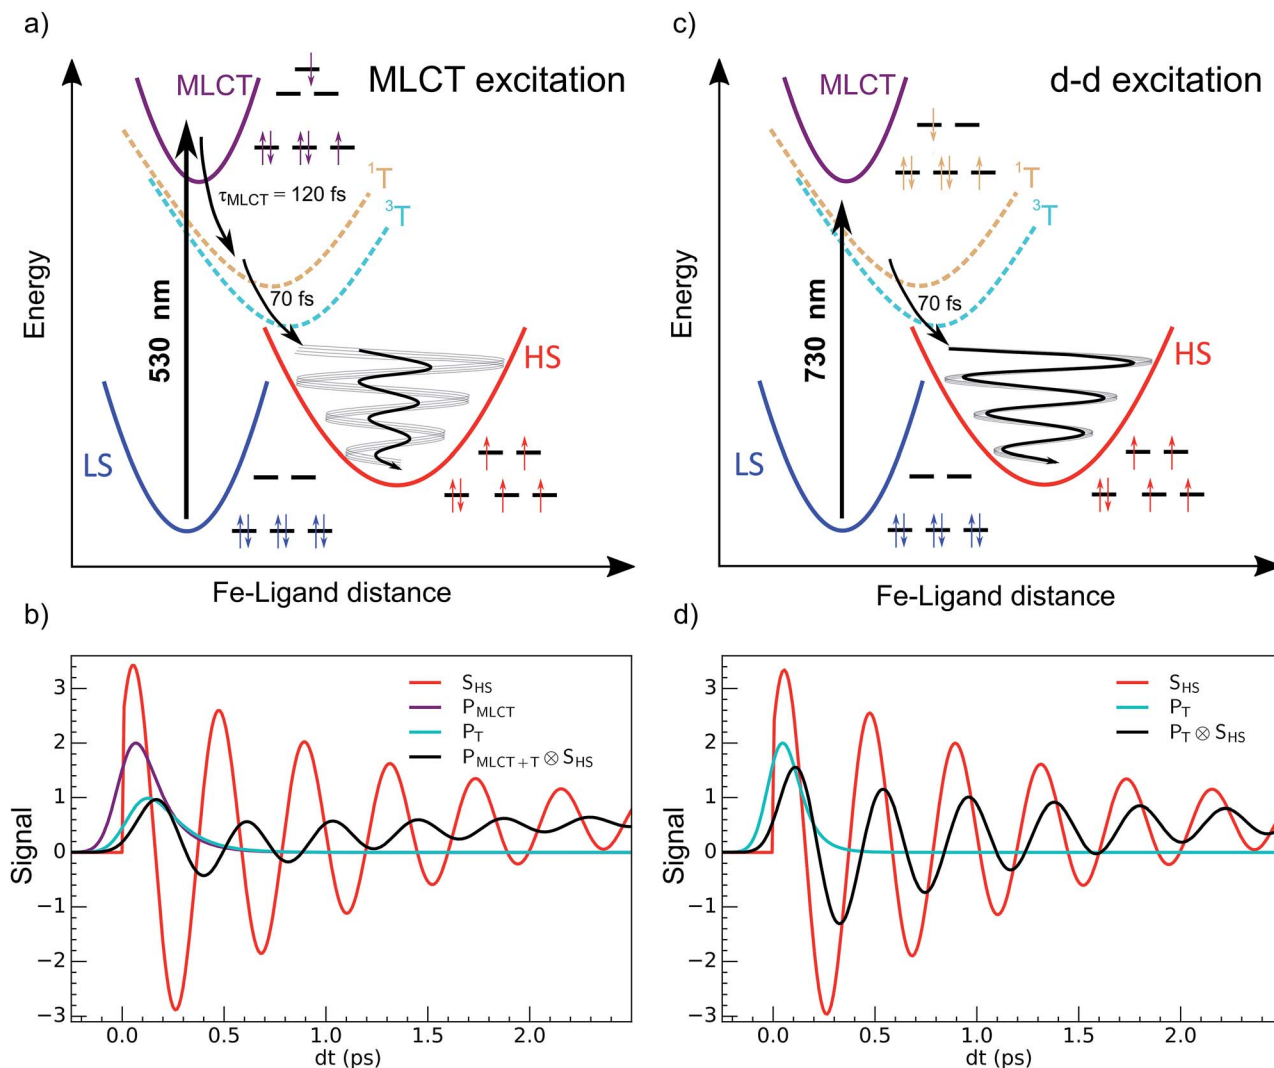 a)
MLCT excitation
MLCT
¹T
³T
τMLCT = 120 fs
70 fs
530 nm
HS
LS
Energy
Fe-Ligand distance
c)
d-d excitation
MLCT
¹T
³T
70 fs
730 nm
HS
LS
Energy
Fe-Ligand distance
b)
SHS
PMLCT
PT
PMLCT+T ⊗ SHS
3
2
1
0
−1
−2
−3
Signal
0.0 0.5 1.0 1.5 2.0
dt (ps)
d)
SHS
PT
PT ⊗ SHS
3
2
1
0
−1
−2
−3
Signal
0.0 0.5 1.0 1.5 2.0
dt (ps)